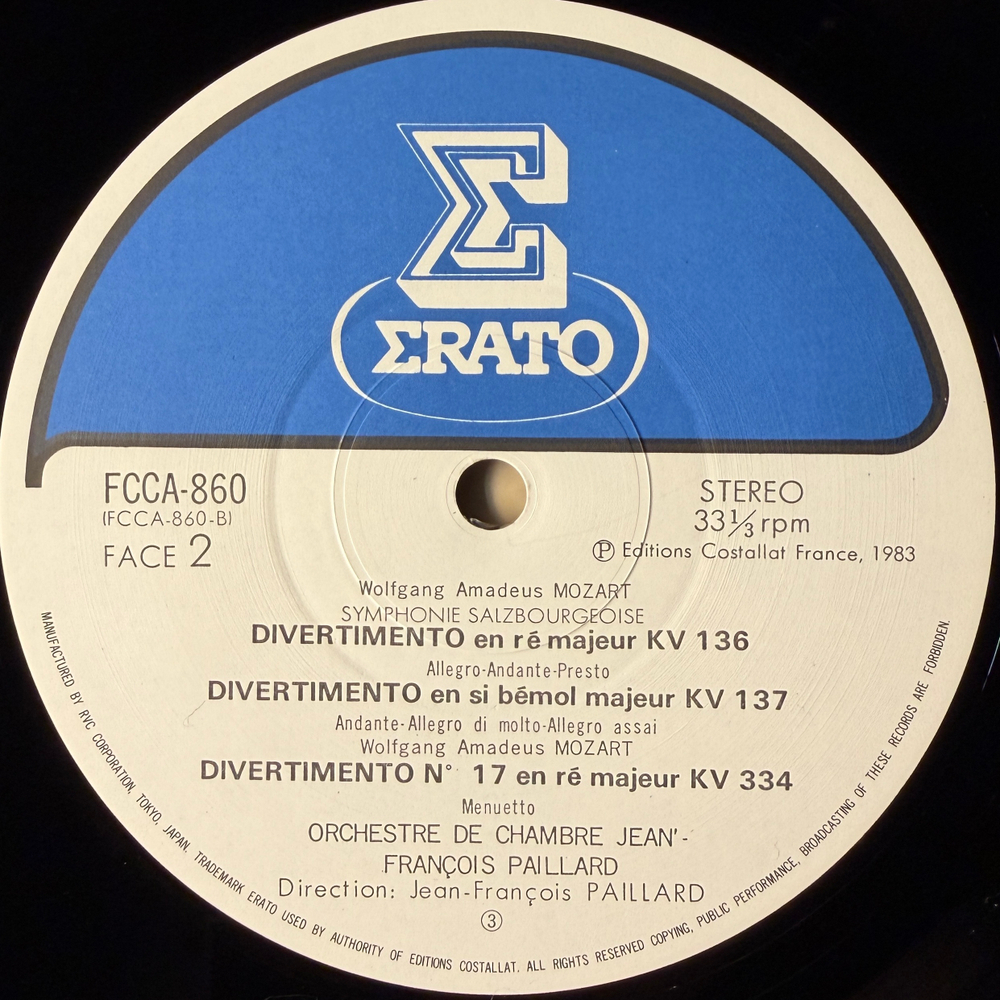 Σ
ΣRATO
FCCA-860
(FCCA-860-B)
FACE 2
STEREO
33 1/3 rpm
Ⓟ Editions Costallat France, 1983
Wolfgang Amadeus MOZART
SYMPHONIE SALZBOURGEOISE
DIVERTIMENTO en ré majeur KV 136
Allegro-Andante-Presto
DIVERTIMENTO en si bémol majeur KV 137
Andante-Allegro di molto-Allegro assai
Wolfgang Amadeus MOZART
DIVERTIMENTO N° 17 en ré majeur KV 334
Menuetto
ORCHESTRE DE CHAMBRE JEAN'-
FRANÇOIS PAILLARD
Direction: Jean-François PAILLARD
③
MANUFACTURED BY RVC CORPORATION, TOKYO, JAPAN. TRADEMARK ERATO USED BY AUTHORITY OF EDITIONS COSTALLAT. ALL RIGHTS RESERVED COPYING, PUBLIC PERFORMANCE, BROADCASTING OF THESE RECORDS ARE FORBIDDEN.